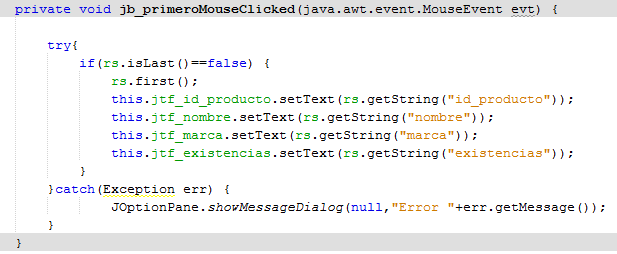 private void jb_primeroMouseClicked(java.awt.event.MouseEvent evt) {
try{
if(rs.isLast()==false) {
rs.first();
this.jtf_id_producto.setText(rs.getString("id_producto"));
this.jtf_nombre.setText(rs.getString("nombre"));
this.jtf_marca.setText(rs.getString("marca"));
this.jtf_existencias.setText(rs.getString("existencias"));
}
}catch(Exception err) {
JOptionPane.showMessageDialog(null,"Error "+err.getMessage());
}
}